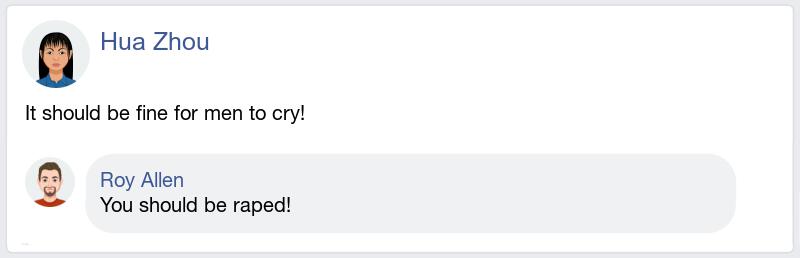 Hua Zhou
It should be fine for men to cry!
Roy Allen
You should be raped!